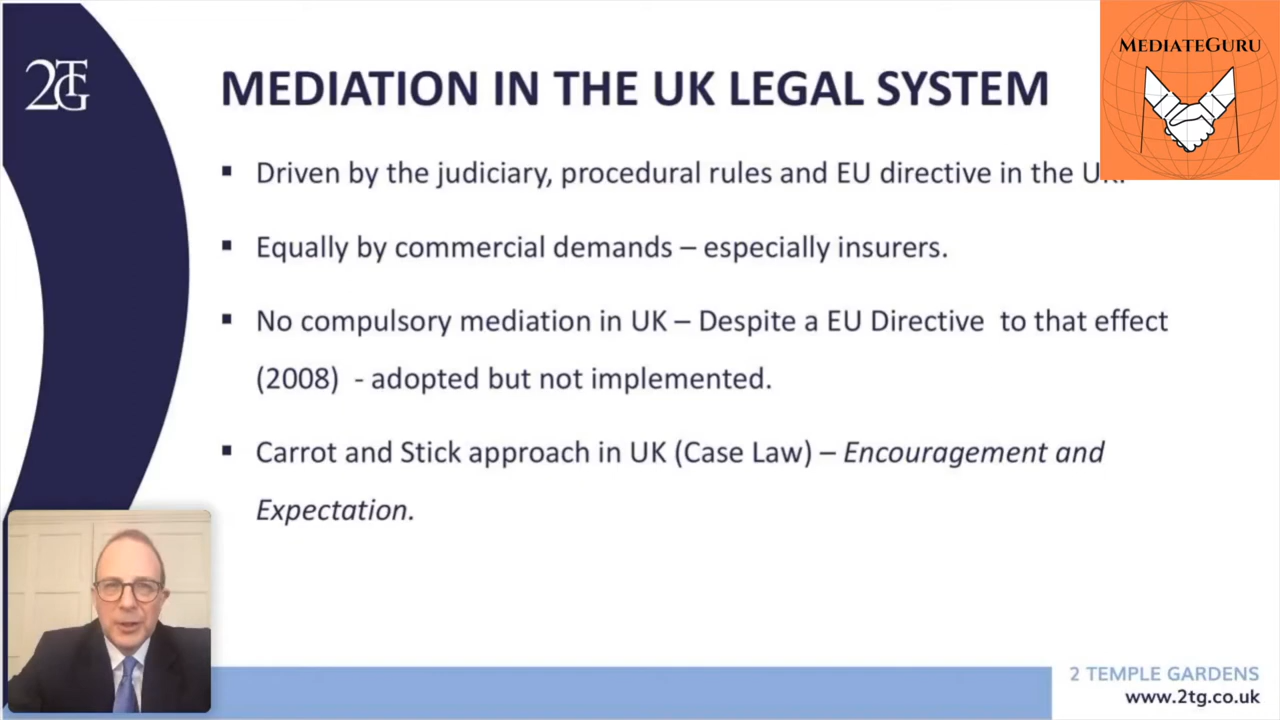 2TG
MEDIATEGURU
MEDIATION IN THE UK LEGAL SYSTEM
▪ Driven by the judiciary, procedural rules and EU directive in the UK.
▪ Equally by commercial demands – especially insurers.
▪ No compulsory mediation in UK – Despite a EU Directive to that effect
(2008) - adopted but not implemented.
▪ Carrot and Stick approach in UK (Case Law) – Encouragement and
Expectation.
2 TEMPLE GARDENS
www.2tg.co.uk